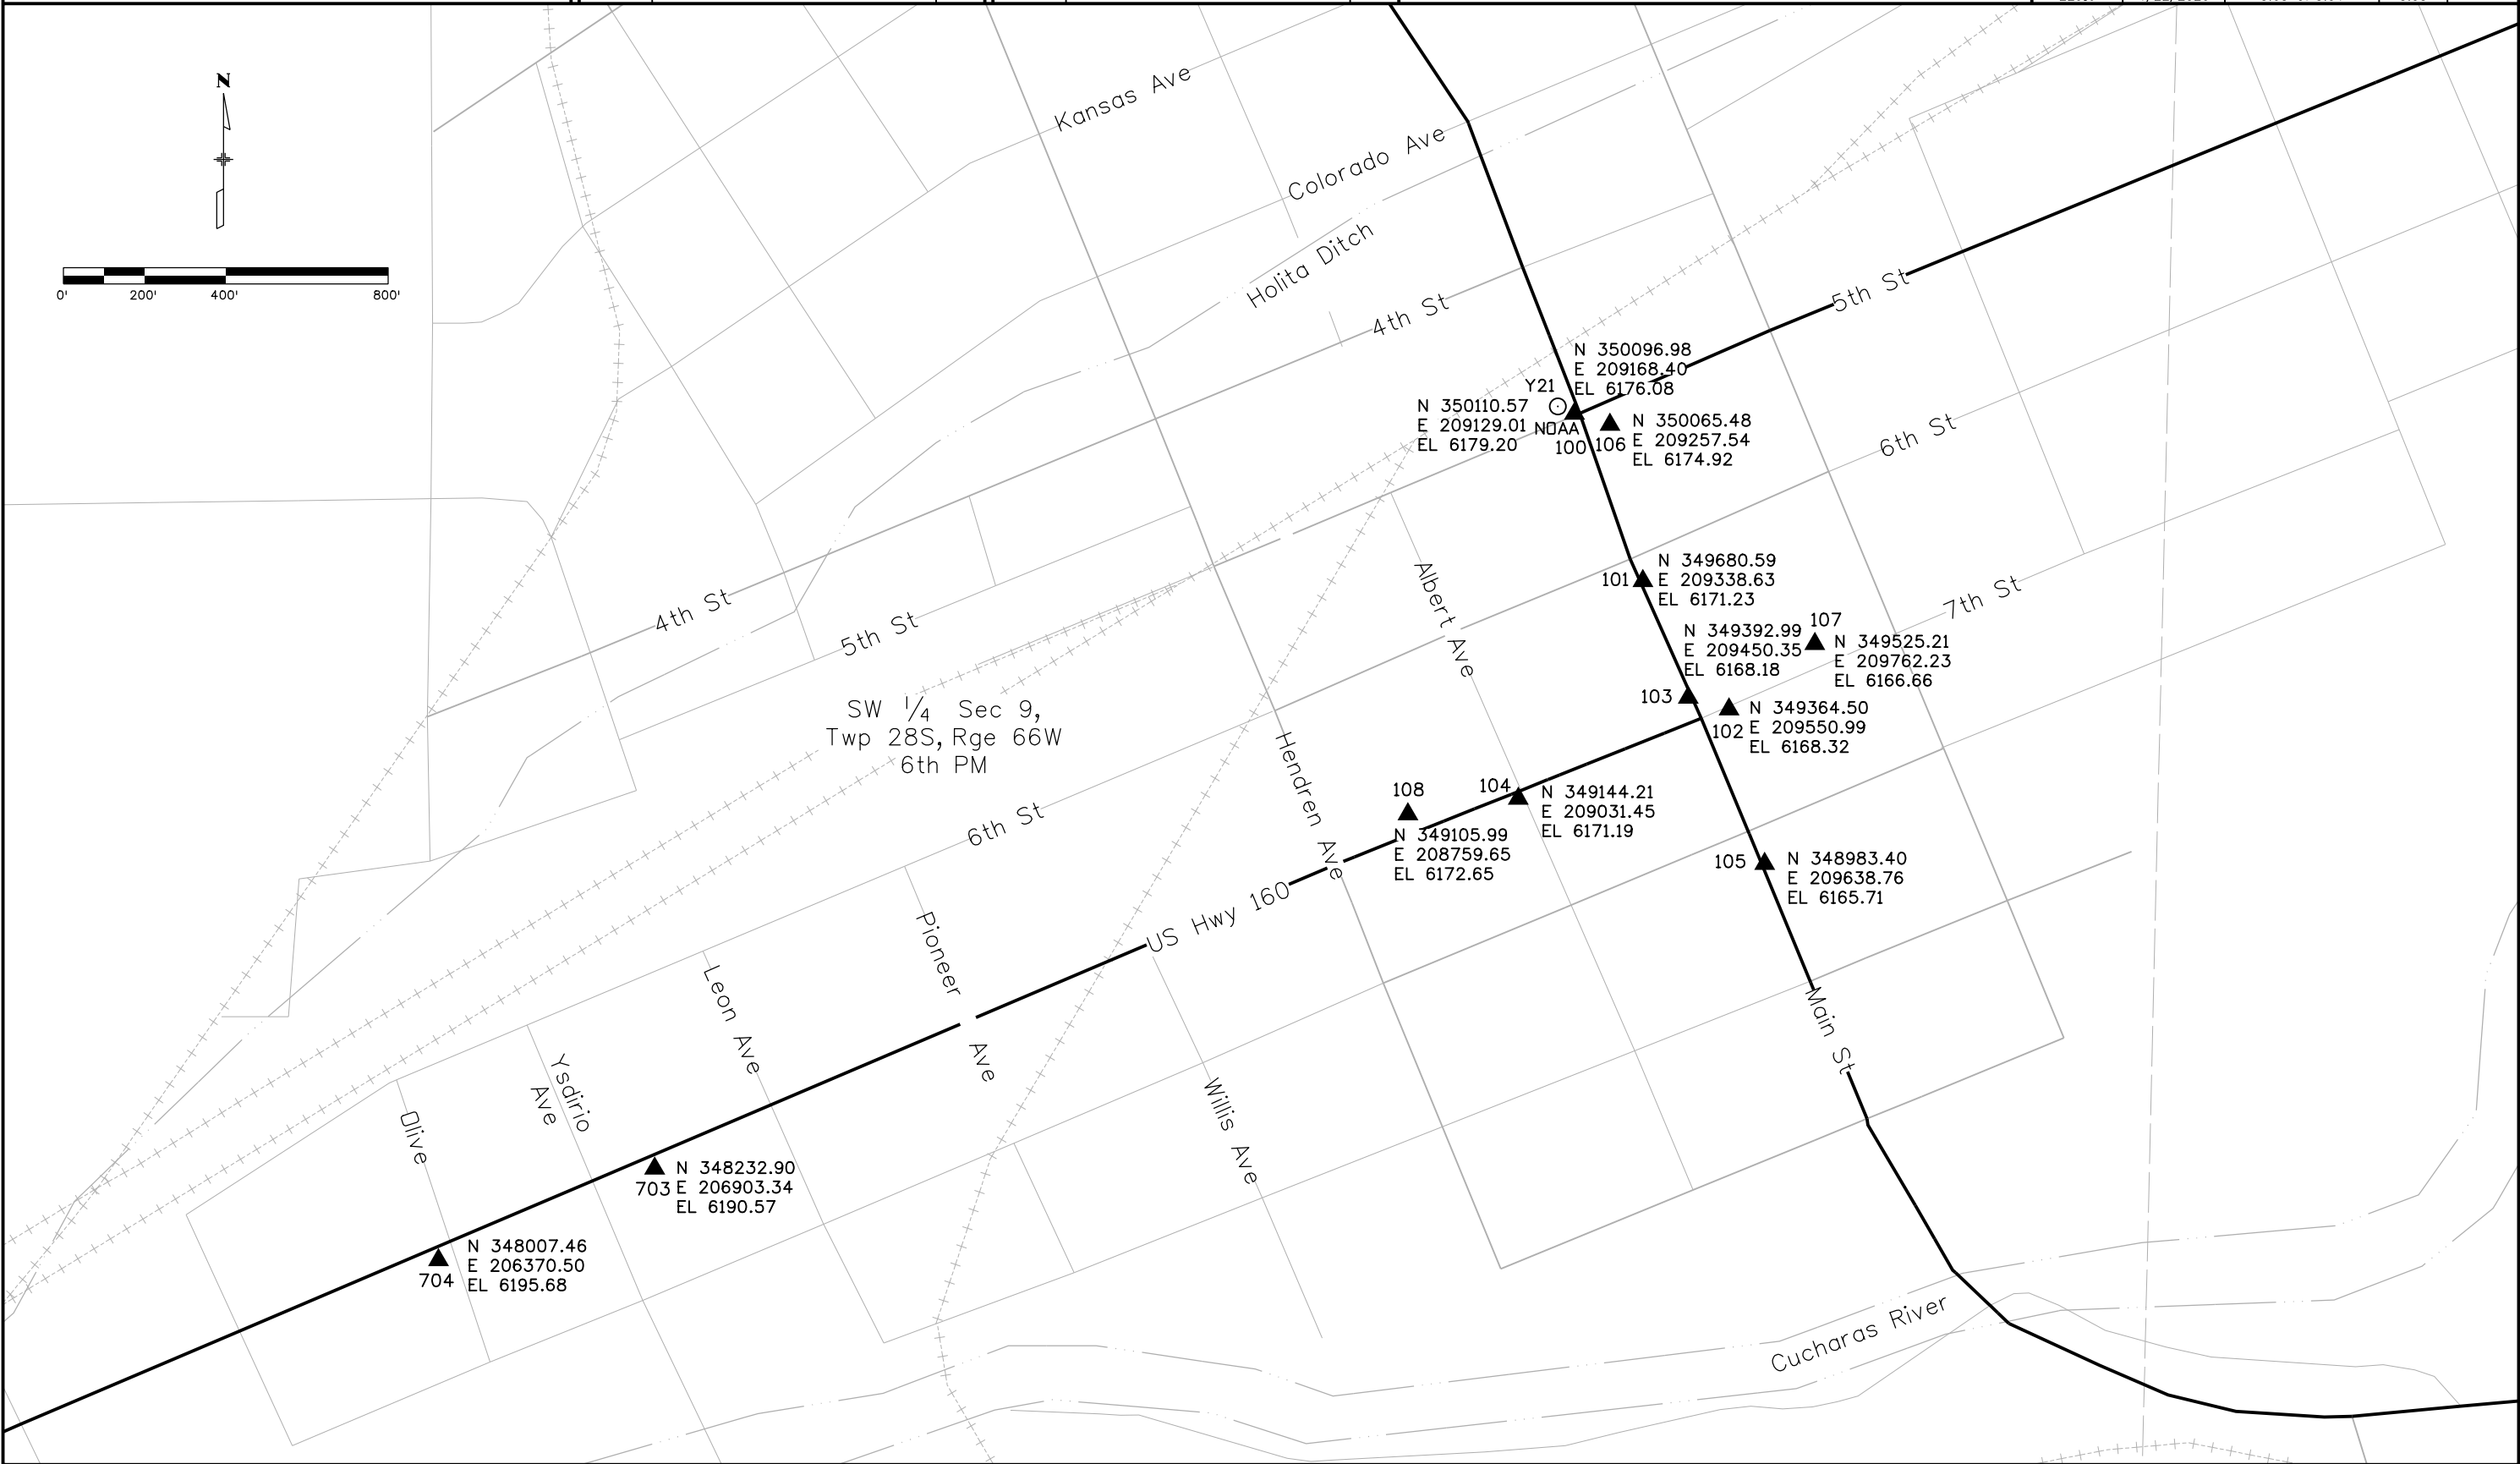 N
0' 200' 400' 800'
Kansas Ave
Colorado Ave
Holita Ditch
4th St
5th St
N 350096.98
E 209168.40
EL 6176.08
Y21
N 350110.57
E 209129.01
EL 6179.20
NOAA
100
106
N 350065.48
E 209257.54
EL 6174.92
6th St
101
N 349680.59
E 209338.63
EL 6171.23
Albert Ave
7th St
4th St
5th St
107
N 349392.99
E 209450.35
EL 6168.18
N 349525.21
E 209762.23
EL 6166.66
103
102
N 349364.50
E 209550.99
EL 6168.32
SW 1/4 Sec 9,
Twp 28S, Rge 66W
6th PM
Hendren Ave
108
N 349105.99
E 208759.65
EL 6172.65
104
N 349144.21
E 209031.45
EL 6171.19
6th St
105
N 348983.40
E 209638.76
EL 6165.71
US Hwy 160
Pioneer Ave
Leon Ave
Main St
Ysdirio
Ave
Olive
Willis Ave
703
N 348232.90
E 206903.34
EL 6190.57
704
N 348007.46
E 206370.50
EL 6195.68
Cucharas River